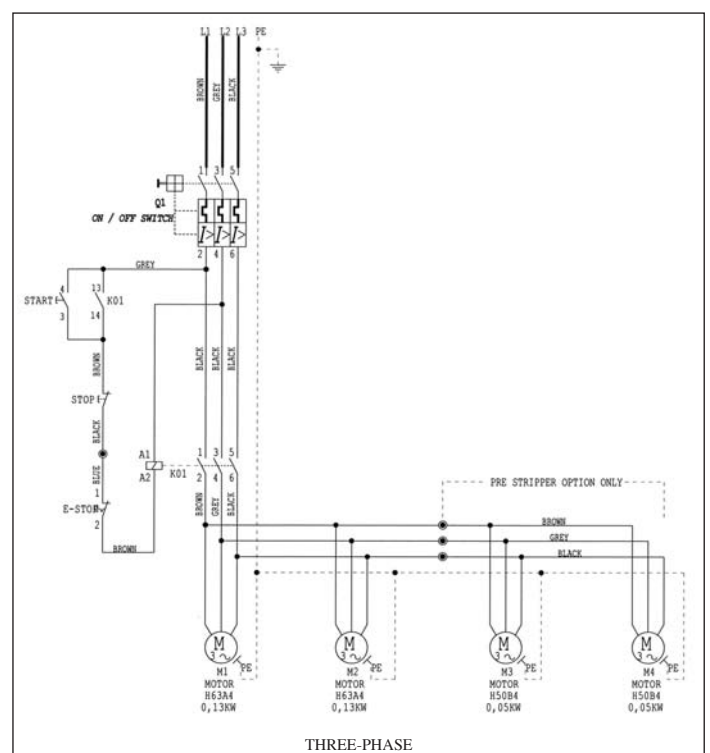 L1 L2 L3 PE
BROWN GREY BLACK
1 3 5
Q1
ON / OFF SWITCH
I> I> I>
2 4 6
GREY
START 4 3
13 14 K01
BROWN
STOP
BLACK
BLUE
E-STOP 1 2
BROWN
A1
A2
K01
BLACK BLACK BLACK
1 3 5
2 4 6
BROWN GREY BLACK
PRE STRIPPER OPTION ONLY
BROWN
GREY
BLACK
M 3 PE
M1
MOTOR
H63A4
0,13KW
M 3 PE
M2
MOTOR
H63A4
0,13KW
M 3 PE
M3
MOTOR
H50B4
0,05KW
M 3 PE
M4
MOTOR
H50B4
0,05KW
THREE-PHASE